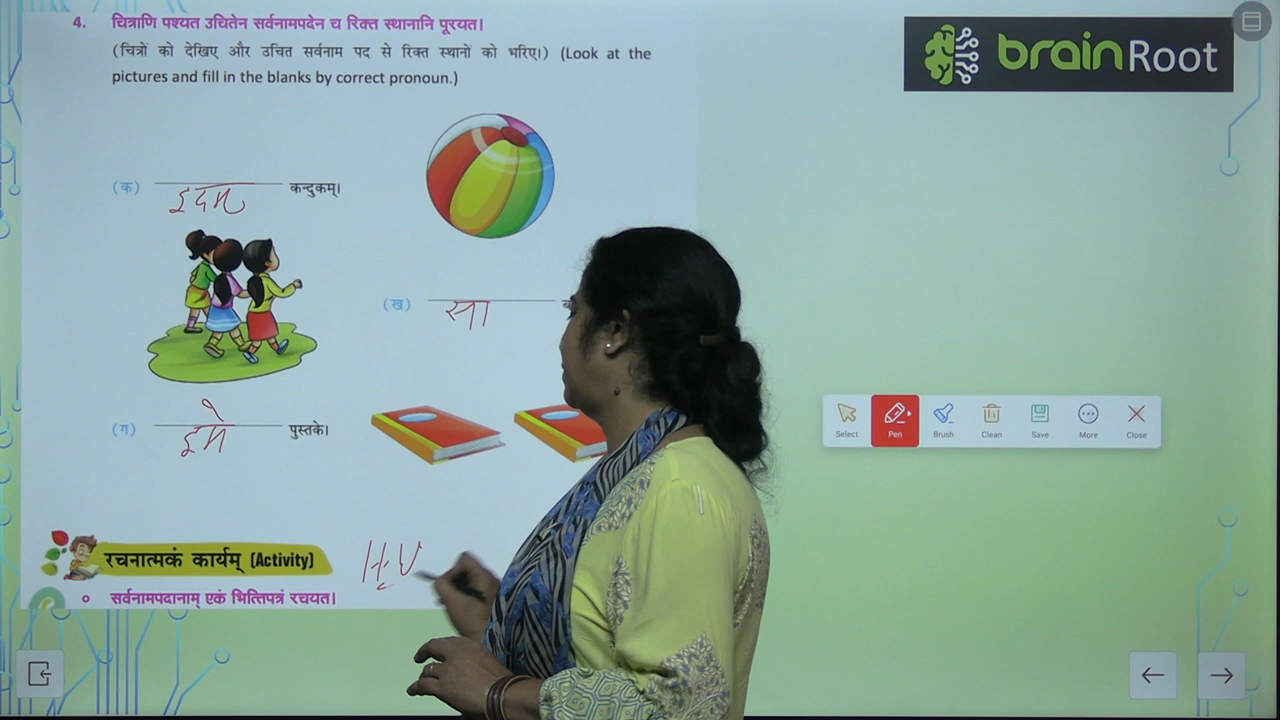 4. चित्राणि पश्यत उचितेन सर्वनामपदेन च रिक्त स्थानानि पूरयत।
(चित्रों को देखिए और उचित सर्वनाम पद से रिक्त स्थानों को भरिए।) (Look at the
pictures and fill in the blanks by correct pronoun.)
brainRoot
(क) इदम कन्दुकम्।
(ख) सा
(ग) इमे पुस्तके।
Select Pen Brush Clean Save More Close
रचनात्मकं कार्यम् (Activity)
सर्वनामपदानाम् एकं भित्तिपत्रं रचयत।